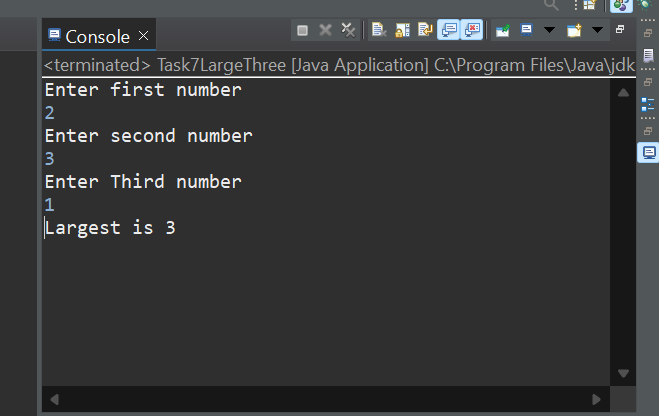 Console
<terminated> Task7LargeThree [Java Application] C:\Program Files\Java\jdk
Enter first number
2
Enter second number
3
Enter Third number
1
Largest is 3